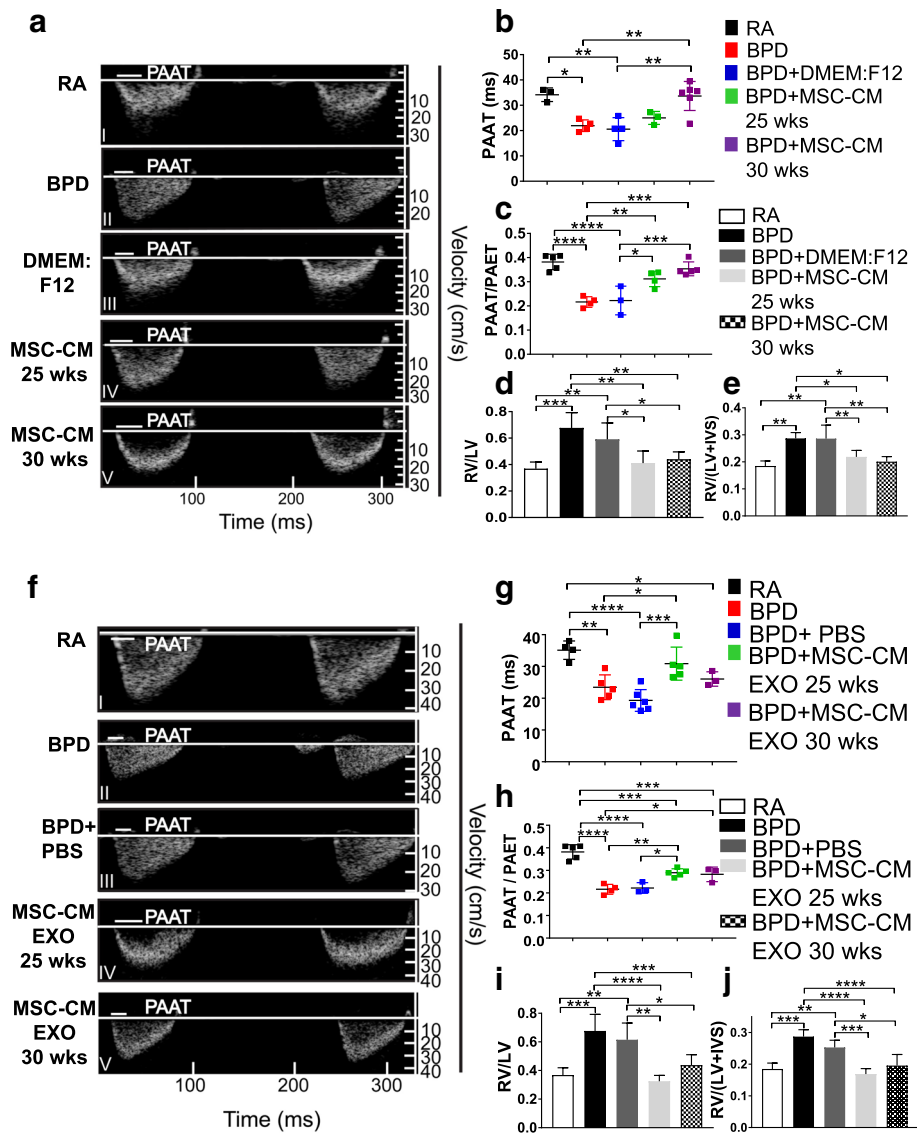 a
RA
BPD
DMEM:
F12
MSC-CM
25 wks
MSC-CM
30 wks
PAAT
I
10
20
30
PAAT
II
10
20
PAAT
III
10
20
30
PAAT
IV
10
20
30
PAAT
V
10
20
30
100
200
300
Time (ms)
Velocity (cm/s)
b
PAAT (ms)
50
40
30
20
10
0
*
**
**
**
RA
BPD
BPD+DMEM:F12
BPD+MSC-CM
25 wks
BPD+MSC-CM
30 wks
c
PAAT/PAET
0.5
0.4
0.3
0.2
0.1
0.0
***
**
****
***
****
*
RA
BPD
BPD+DMEM:F12
BPD+MSC-CM
25 wks
BPD+MSC-CM
30 wks
d
RV/LV
0.8
0.6
0.4
0.2
0.0
**
**
**
*
***
*
e
RV/(LV+IVS)
0.4
0.3
0.2
0.1
0.0
*
*
**
**
**
**
f
RA
BPD
BPD+
PBS
MSC-CM
EXO
25 wks
MSC-CM
EXO
30 wks
PAAT
I
10
20
30
40
PAAT
II
10
20
30
40
PAAT
III
10
20
30
PAAT
IV
10
20
30
40
PAAT
V
10
20
30
40
100
200
300
Time (ms)
Velocity (cm/s)
g
PAAT (ms)
40
30
20
10
0
*
*
****
***
**
RA
BPD
BPD+ PBS
BPD+MSC-CM
EXO 25 wks
BPD+MSC-CM
EXO 30 wks
h
PAAT / PAET
0.5
0.4
0.3
0.2
0.1
0.0
***
***
*
****
****
**
*
RA
BPD
BPD+PBS
BPD+MSC-CM
EXO 25 wks
BPD+MSC-CM
EXO 30 wks
i
RV/LV
0.8
0.6
0.4
0.2
0.0
***
****
**
*
***
**
j
RV/(LV+IVS)
0.3
0.2
0.1
0.0
****
****
**
*
***
***